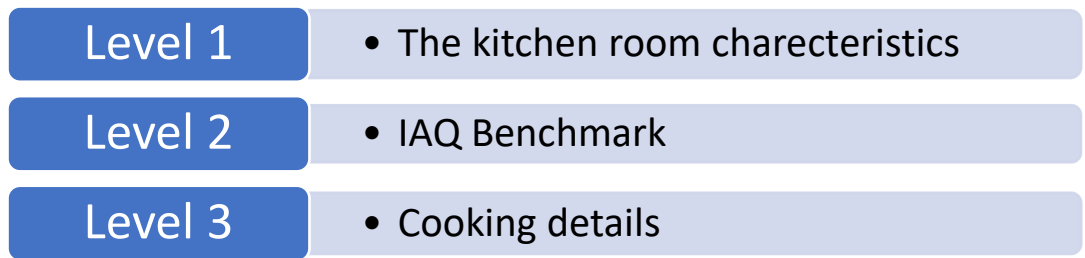 Level 1
• The kitchen room charecteristics
Level 2
• IAQ Benchmark
Level 3
• Cooking details